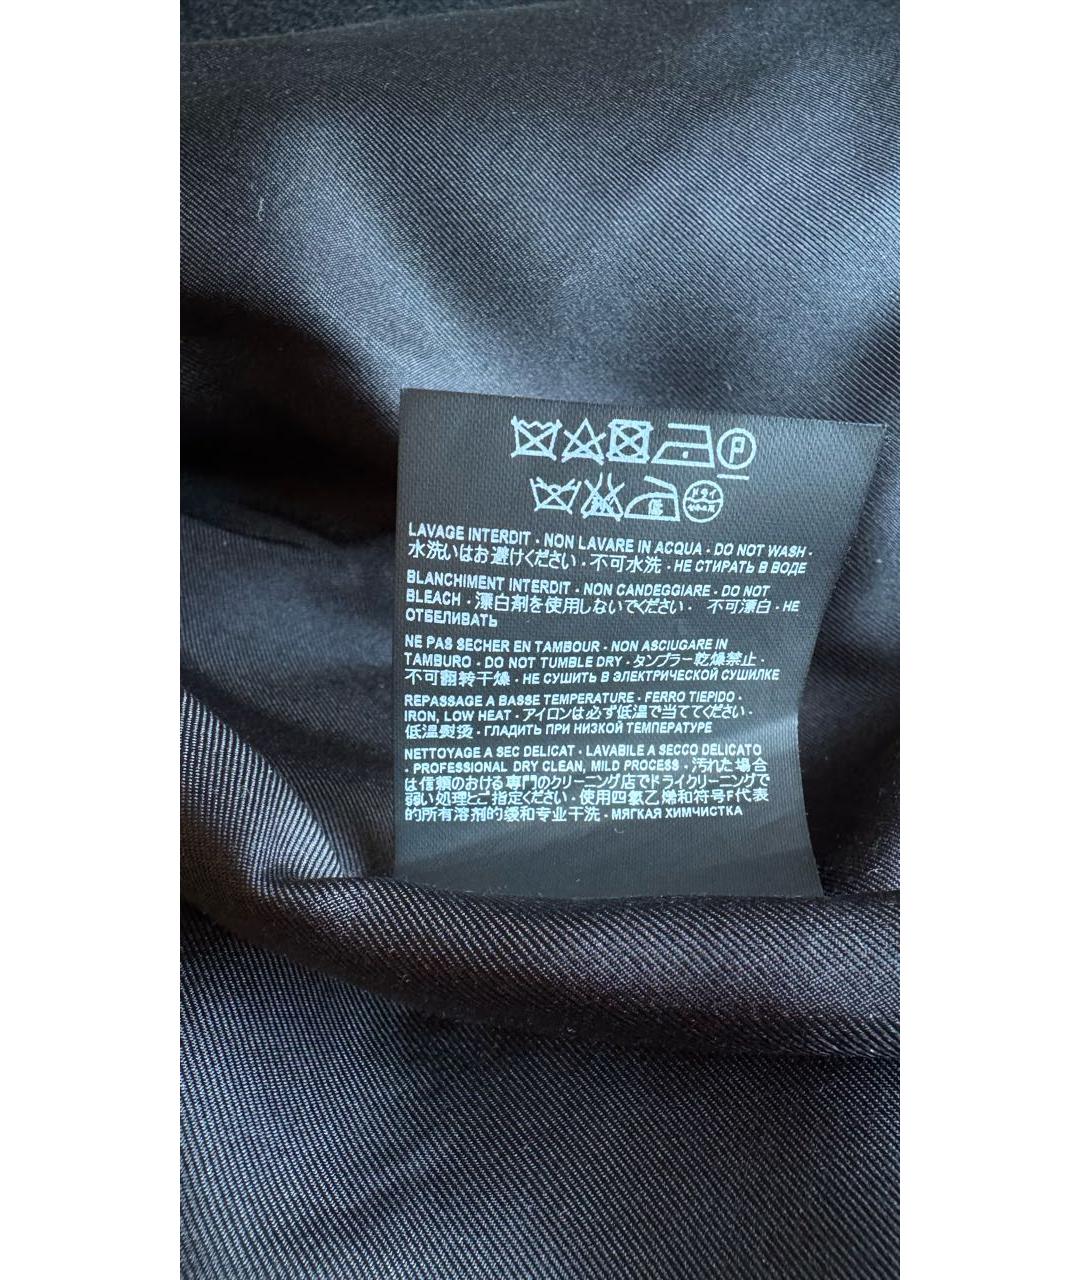 P
ドライ
低
LAVAGE INTERDIT - NON LAVARE IN ACQUA - DO NOT WASH -
水洗いはお避けください - 不可水洗 - НЕ СТИРАТЬ В ВОДЕ
BLANCHIMENT INTERDIT - NON CANDEGGIARE - DO NOT
BLEACH - 漂白剤を使用しないでください - 不可漂白 - НЕ
ОТБЕЛИВАТЬ
NE PAS SECHER EN TAMBOUR - NON ASCIUGARE IN
TAMBURO - DO NOT TUMBLE DRY - タンブラー乾燥禁止 -
不可翻转干燥 - НЕ СУШИТЬ В ЭЛЕКТРИЧЕСКОЙ СУШИЛКЕ
REPASSAGE A BASSE TEMPERATURE - FERRO TIEPIDO -
IRON, LOW HEAT - アイロンは必ず低温で当ててください -
低温熨烫 - ГЛАДИТЬ ПРИ НИЗКОЙ ТЕМПЕРАТУРЕ
NETTOYAGE A SEC DELICAT - LAVABILE A SECCO DELICATO
- PROFESSIONAL DRY CLEAN, MILD PROCESS - 汚れた場合
は信頼のおける専門のクリーニング店でドライクリーニングで
弱い処理とご指定ください - 使用四氯乙烯和符号F代表
的所有溶剂的缓和专业干洗 - МЯГКАЯ ХИМЧИСТКА